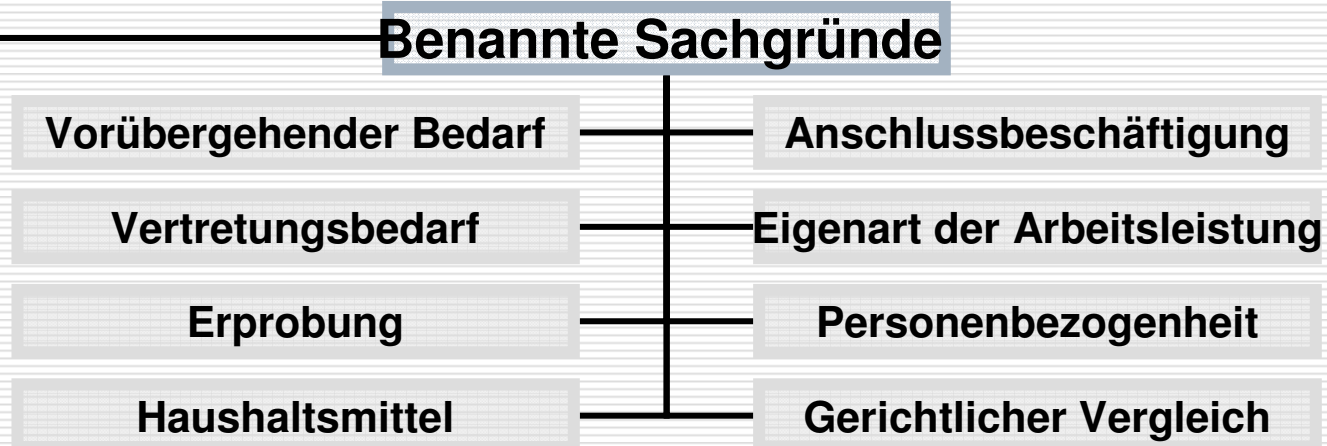 Benannte Sachgründe
Vorübergehender Bedarf
Anschlussbeschäftigung
Vertretungsbedarf
Eigenart der Arbeitsleistung
Erprobung
Personenbezogenheit
Haushaltsmittel
Gerichtlicher Vergleich